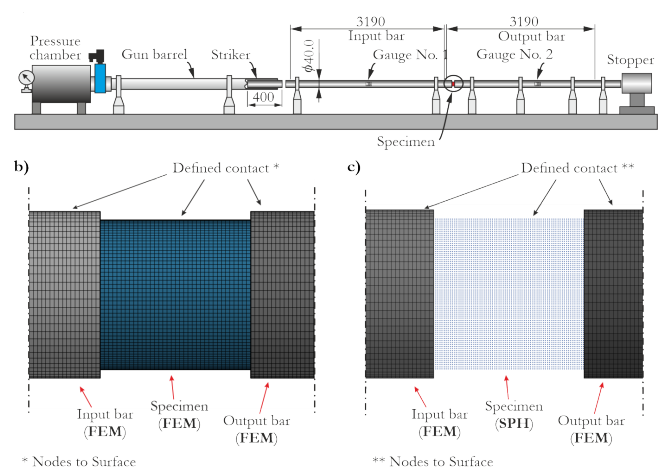 3190
3190
Pressure
chamber
Gun barrel
Striker
Input bar
Output bar
Gauge No. 1
Gauge No. 2
Stopper
ϕ40.0
400
Specimen
b)
Defined contact *
Input bar
(FEM)
Specimen
(FEM)
Output bar
(FEM)
* Nodes to Surface
c)
Defined contact **
Input bar
(FEM)
Specimen
(SPH)
Output bar
(FEM)
** Nodes to Surface